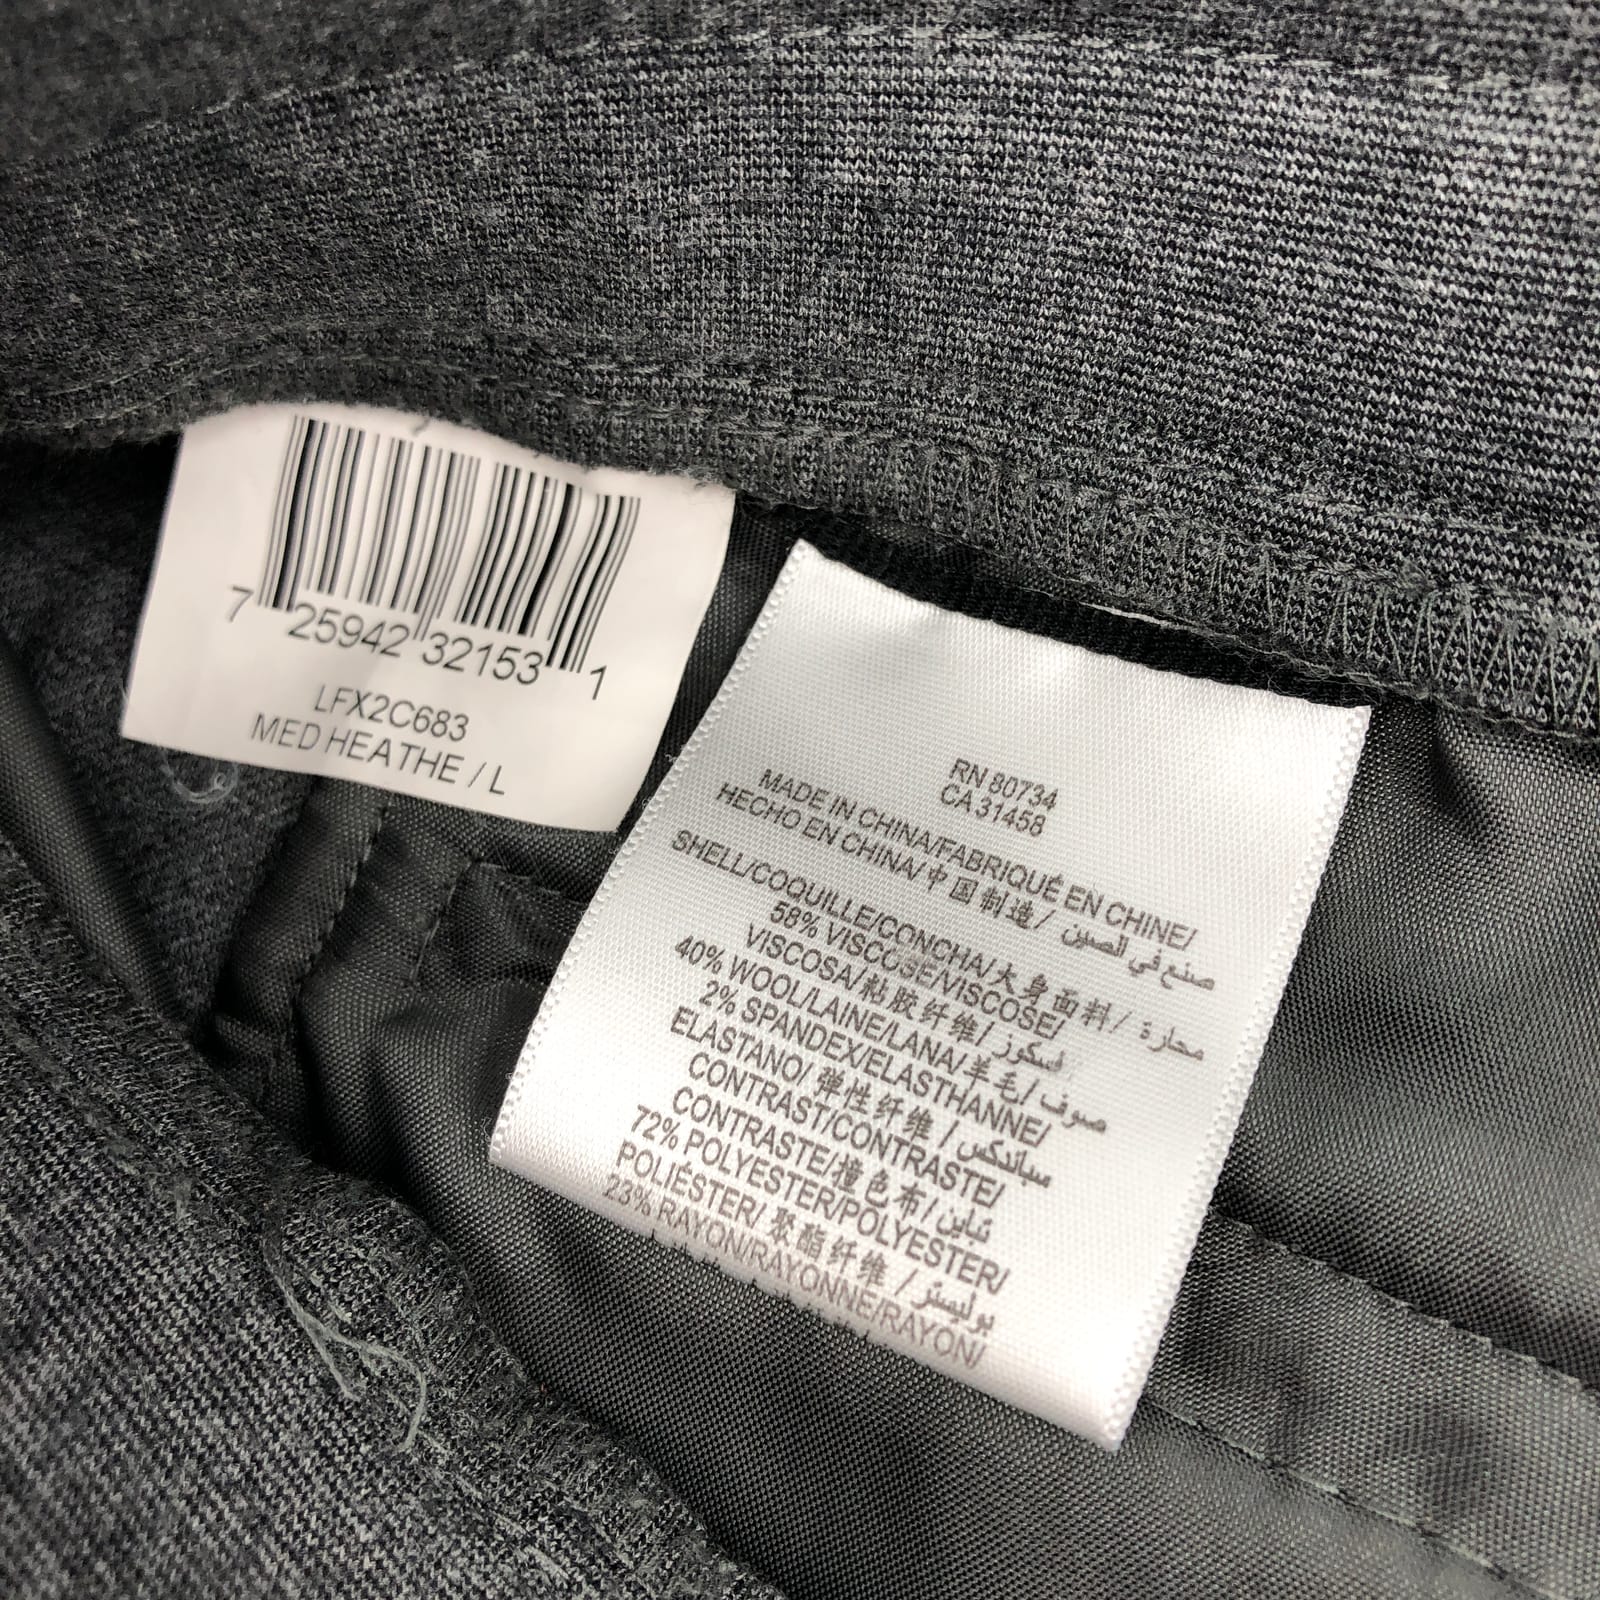 7 25942 32153 1
LFX2C683
MED HEATHE / L
RN 80734
CA 31458
MADE IN CHINA/FABRIQUÉ EN CHINE/
HECHO EN CHINA/中国制造/ صنع في الصين
SHELL/COQUILLE/CONCHA/大身面料/ محارة
58% VISCOSE/VISCOSE/
VISCOSA/粘胶纤维/ فسكوز
40% WOOL/LAINE/LANA/羊毛/ صوف
2% SPANDEX/ELASTHANNE/
ELASTANO/ 弹性纤维 / سباندكس
CONTRAST/CONTRASTE/
CONTRASTE/撞色布/ تباين
72% POLYESTER/POLYESTER/
POLIÉSTER/ 聚酯纤维 / بوليستر
23% RAYON/RAYONNE/RAYON/